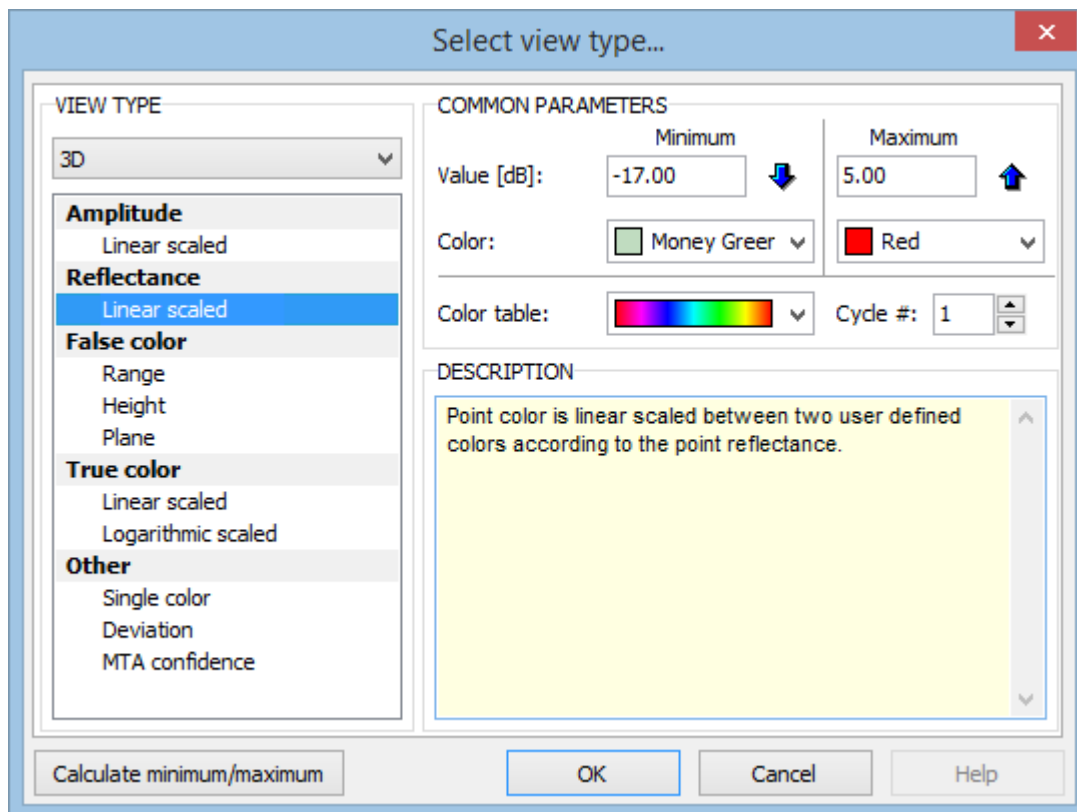 Select view type...
VIEW TYPE
3D
Amplitude
Linear scaled
Reflectance
Linear scaled
False color
Range
Height
Plane
True color
Linear scaled
Logarithmic scaled
Other
Single color
Deviation
MTA confidence
COMMON PARAMETERS
Minimum Maximum
Value [dB]: -17.00 5.00
Color: Money Greer Red
Color table: Cycle #: 1
DESCRIPTION
Point color is linear scaled between two user defined
colors according to the point reflectance.
Calculate minimum/maximum OK Cancel Help